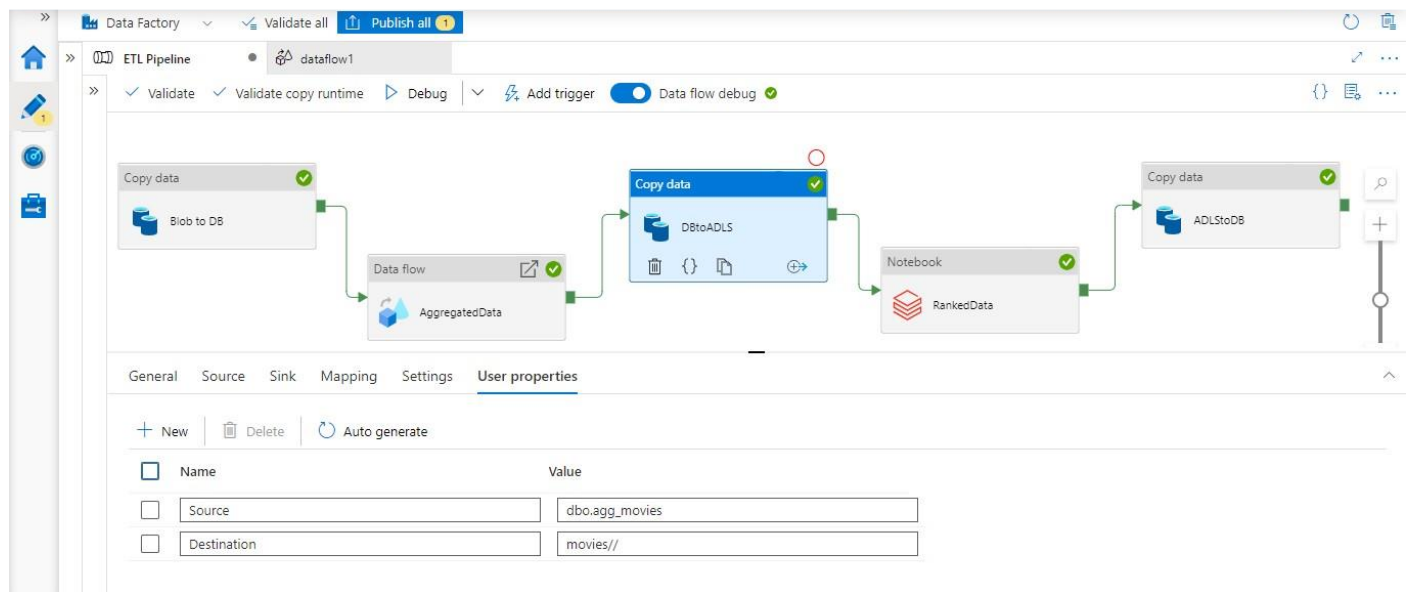 Data Factory Validate all Publish all 1
ETL Pipeline dataflow1
Validate Validate copy runtime Debug Add trigger Data flow debug
1
Copy data
Blob to DB
Data flow
AggregatedData
Copy data
DBtoADLS
Notebook
RankedData
Copy data
ADLStoDB
General Source Sink Mapping Settings User properties
New Delete Auto generate
Name Value
Source dbo.agg_movies
Destination movies//